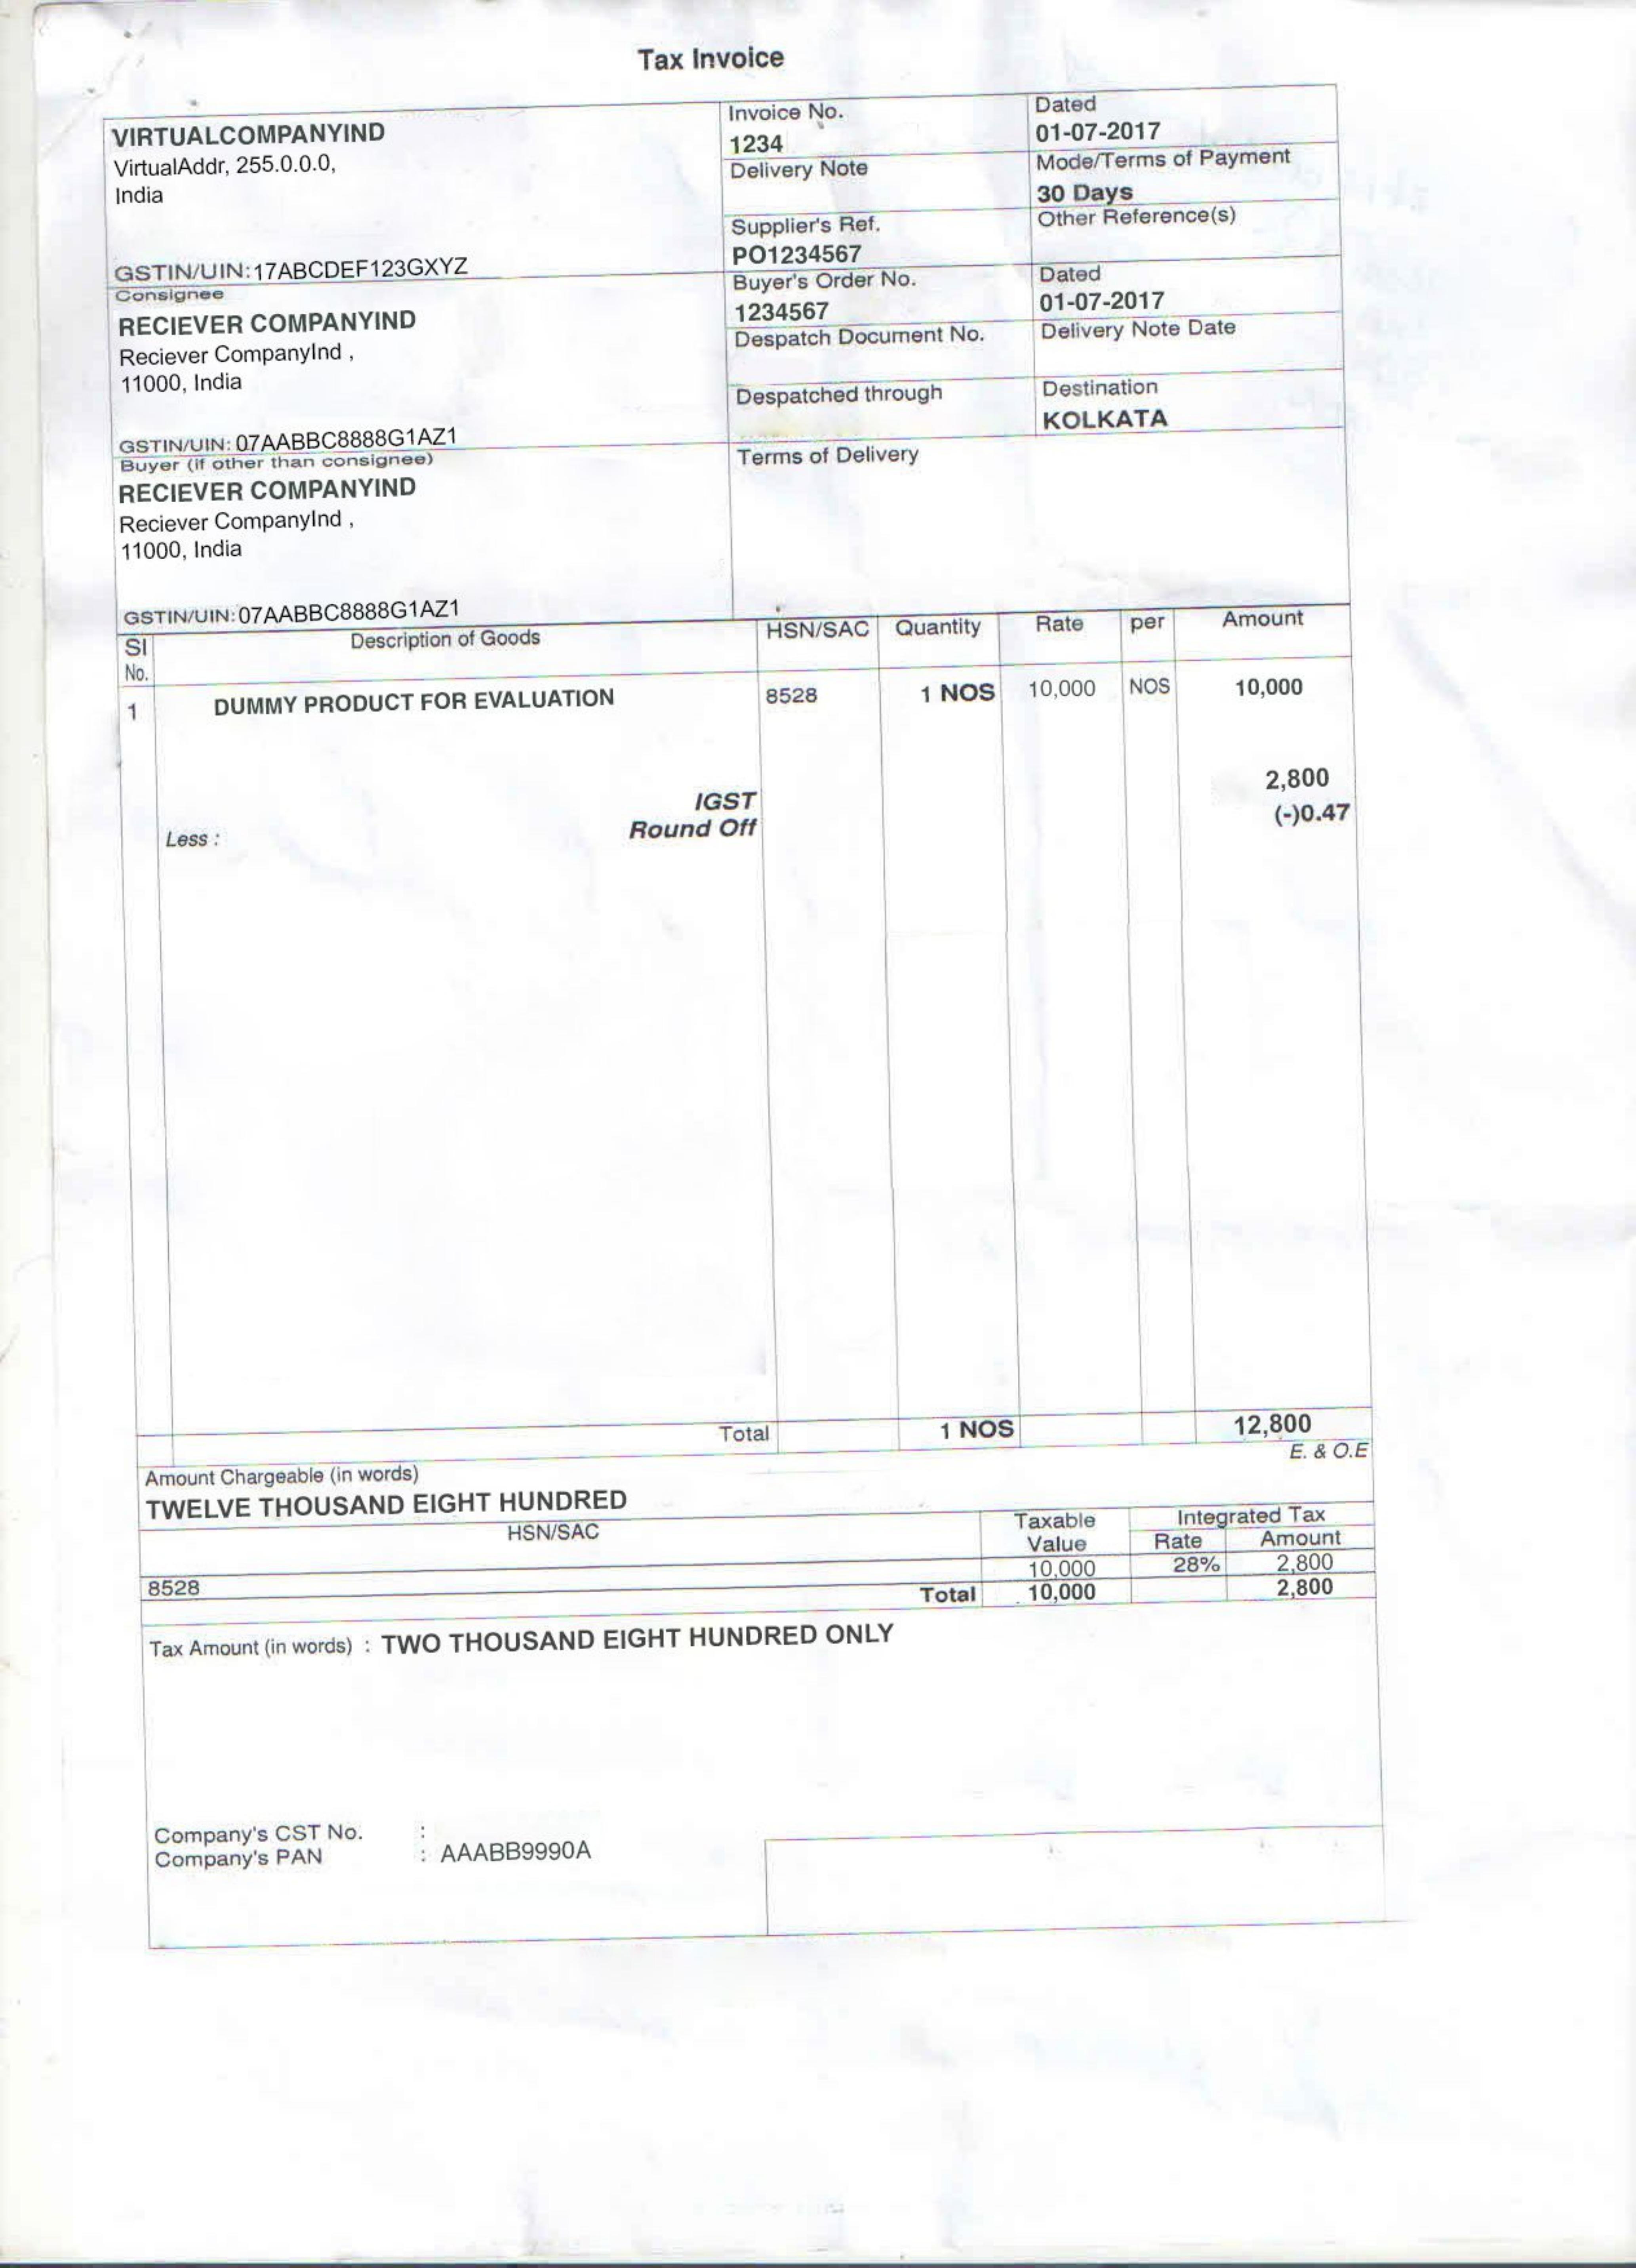 Tax Invoice
VIRTUALCOMPANYIND
VirtualAddr, 255.0.0.0,
India
GSTIN/UIN:17ABCDEF123GXYZ
Invoice No.
1234
Dated
01-07-2017
Delivery Note
Mode/Terms of Payment
30 Days
Supplier's Ref.
PO1234567
Other Reference(s)
Consignee
RECIEVER COMPANYIND
Reciever CompanyInd ,
11000, India
GSTIN/UIN: 07AABBC8888G1AZ1
Buyer's Order No.
1234567
Dated
01-07-2017
Despatch Document No.
Delivery Note Date
Despatched through
Destination
KOLKATA
Buyer (if other than consignee)
RECIEVER COMPANYIND
Reciever CompanyInd ,
11000, India
GSTIN/UIN:07AABBC8888G1AZ1
Terms of Delivery
SI No. Description of Goods HSN/SAC Quantity Rate per Amount
1 DUMMY PRODUCT FOR EVALUATION 8528 1 NOS 10,000 NOS 10,000
IGST 2,800
Less : Round Off (-)0.47
Total 1 NOS 12,800
E. & O.E
Amount Chargeable (in words)
TWELVE THOUSAND EIGHT HUNDRED
HSN/SAC Taxable Value Integrated Tax
Rate Amount
8528 10,000 28% 2,800
Total 10,000 2,800
Tax Amount (in words) : TWO THOUSAND EIGHT HUNDRED ONLY
Company's CST No. :
Company's PAN : AAABB9990A